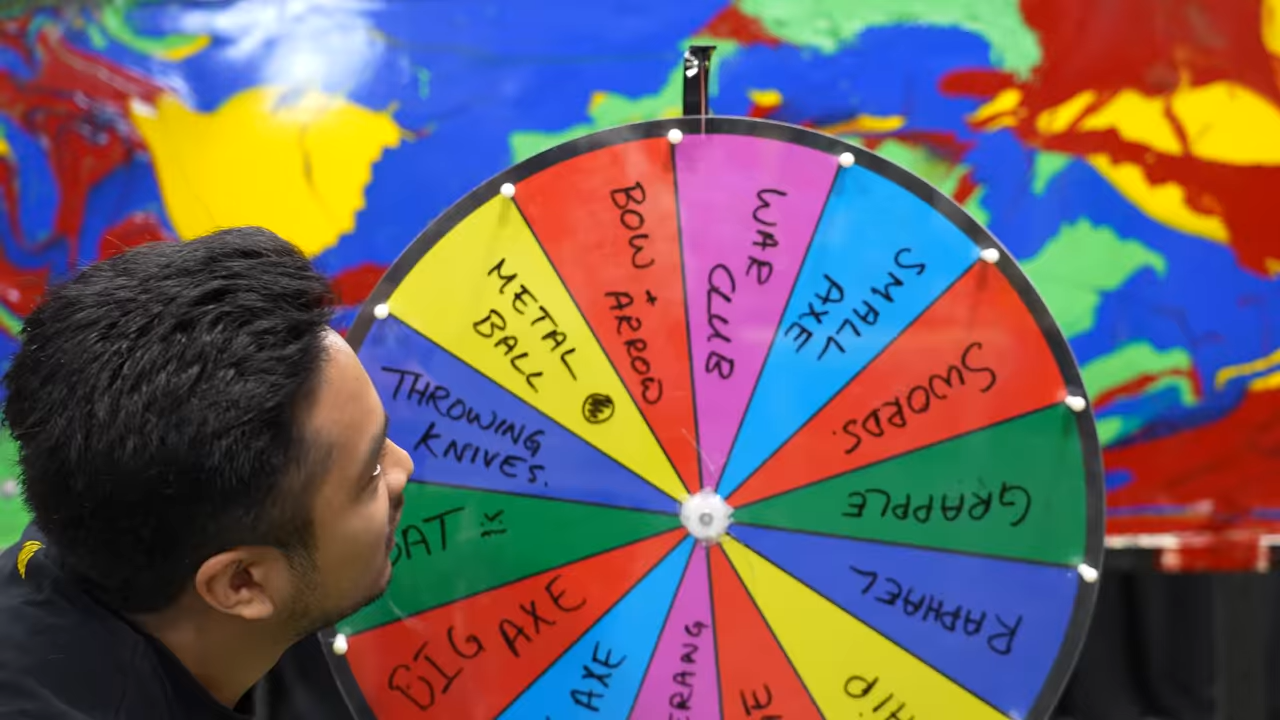 WAR
CLUB
SMALL
AXE
SWORDS.
GRAPPLE
RAPHAEL
AXE
BIG AXE
THROWING
KNIVES.
METAL
BALL
BOW +
ARROW